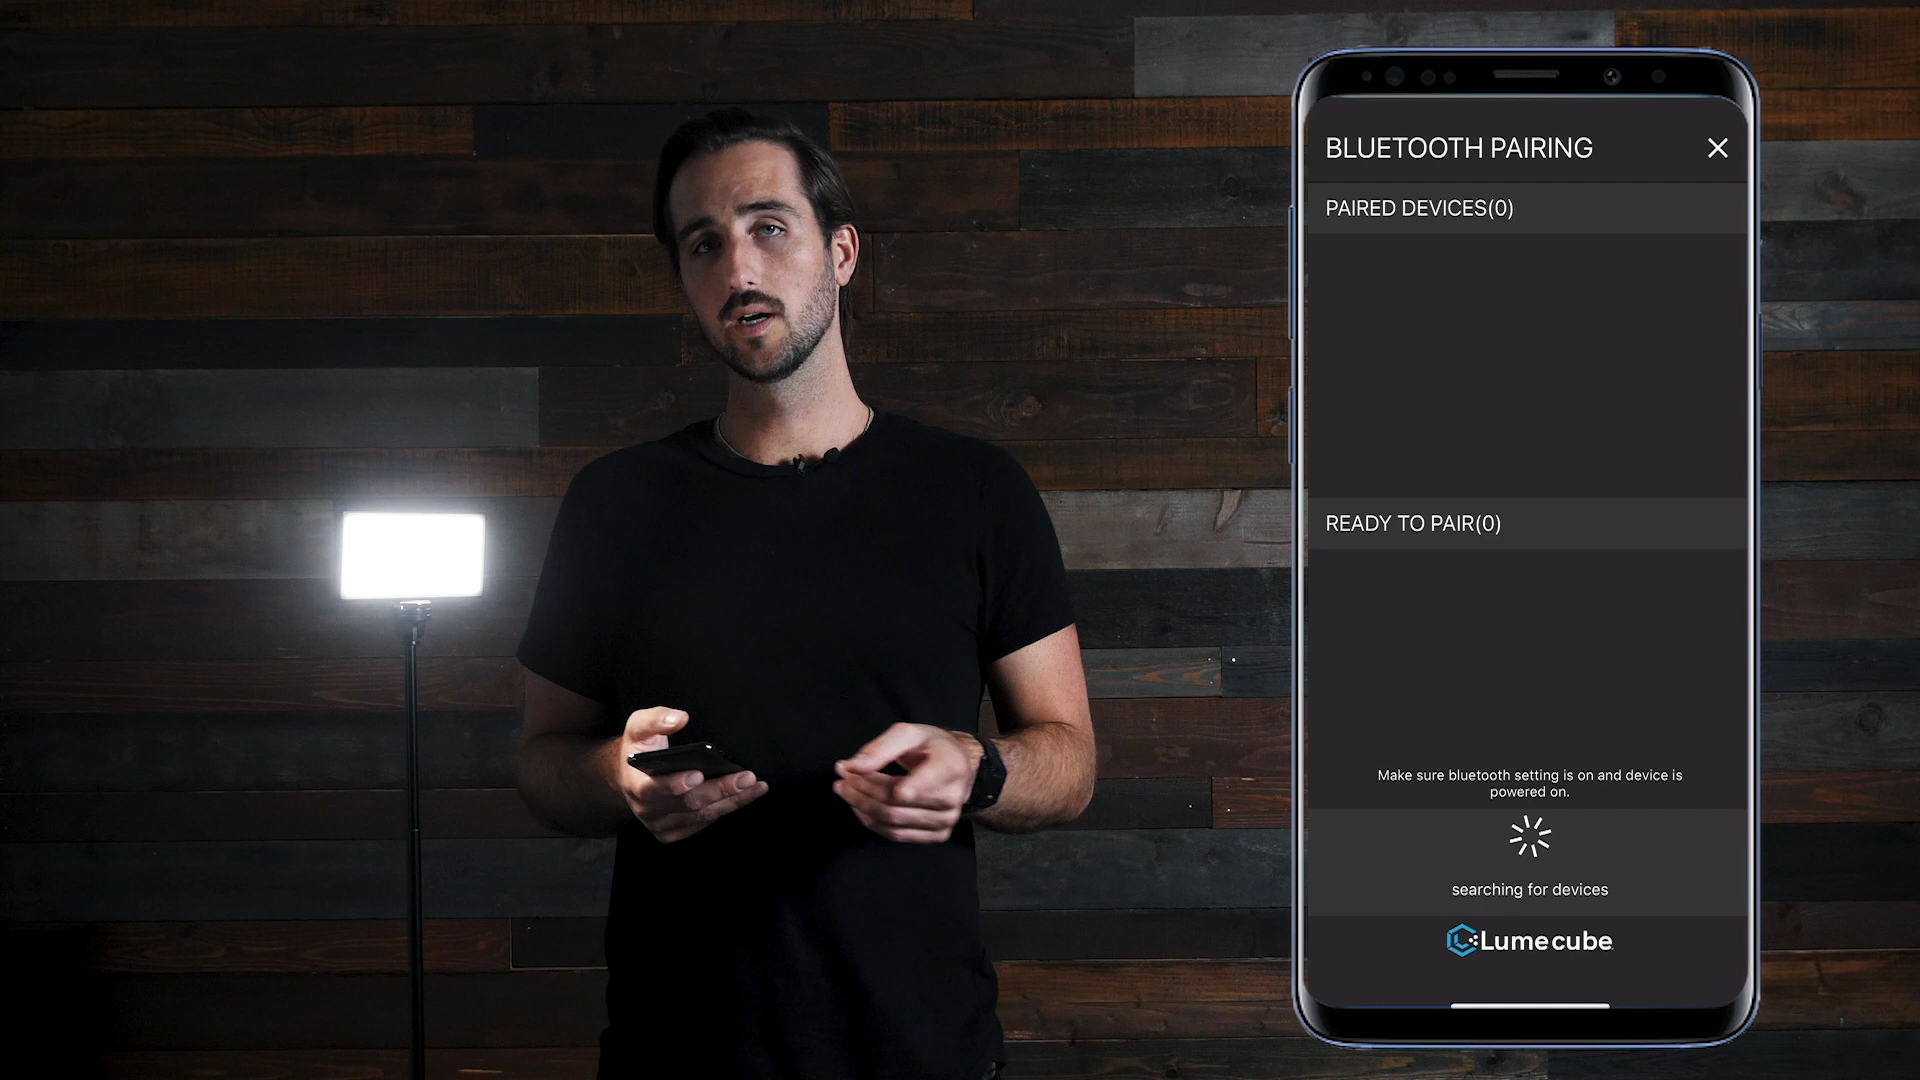 BLUETOOTH PAIRING
PAIRED DEVICES(0)
READY TO PAIR(0)
Make sure bluetooth setting is on and device is
powered on.
searching for devices
Lumecube